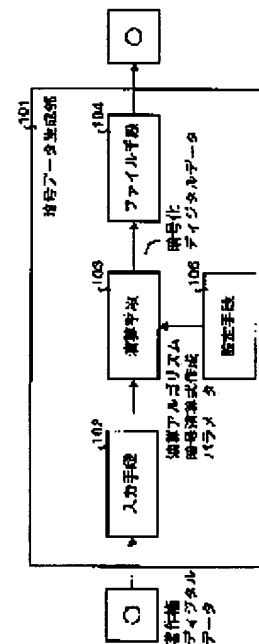 101
暗号データ生成部
著作権
ディジタル
データ
102
入力手段
103
演算手段
104
ファイル手段
暗号化
ディジタルデータ
演算アルゴリズム
暗号演算式作成
パラメータ
105
設定手段